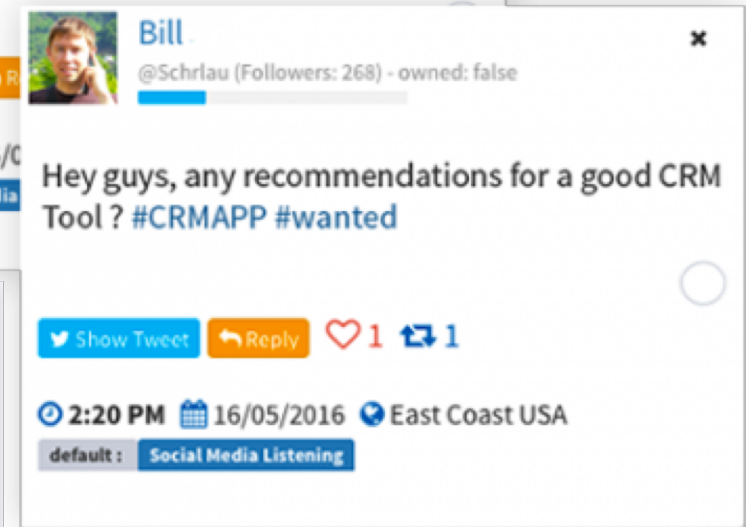 Bill
@Schrlau (Followers: 268) - owned: false
Hey guys, any recommendations for a good CRM
Tool ? #CRMAPP #wanted
Show Tweet Reply 1 1
2:20 PM 16/05/2016 East Coast USA
default : Social Media Listening